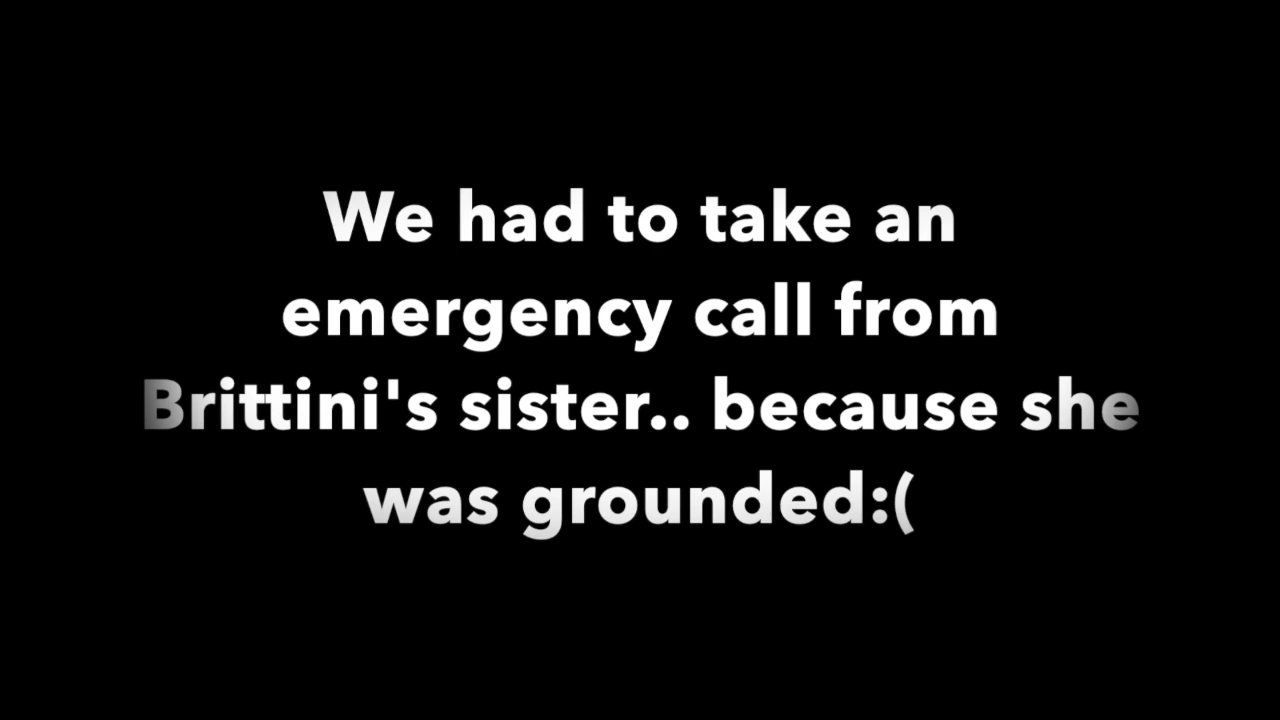 We had to take an
emergency call from
Brittini's sister.. because she
was grounded:(